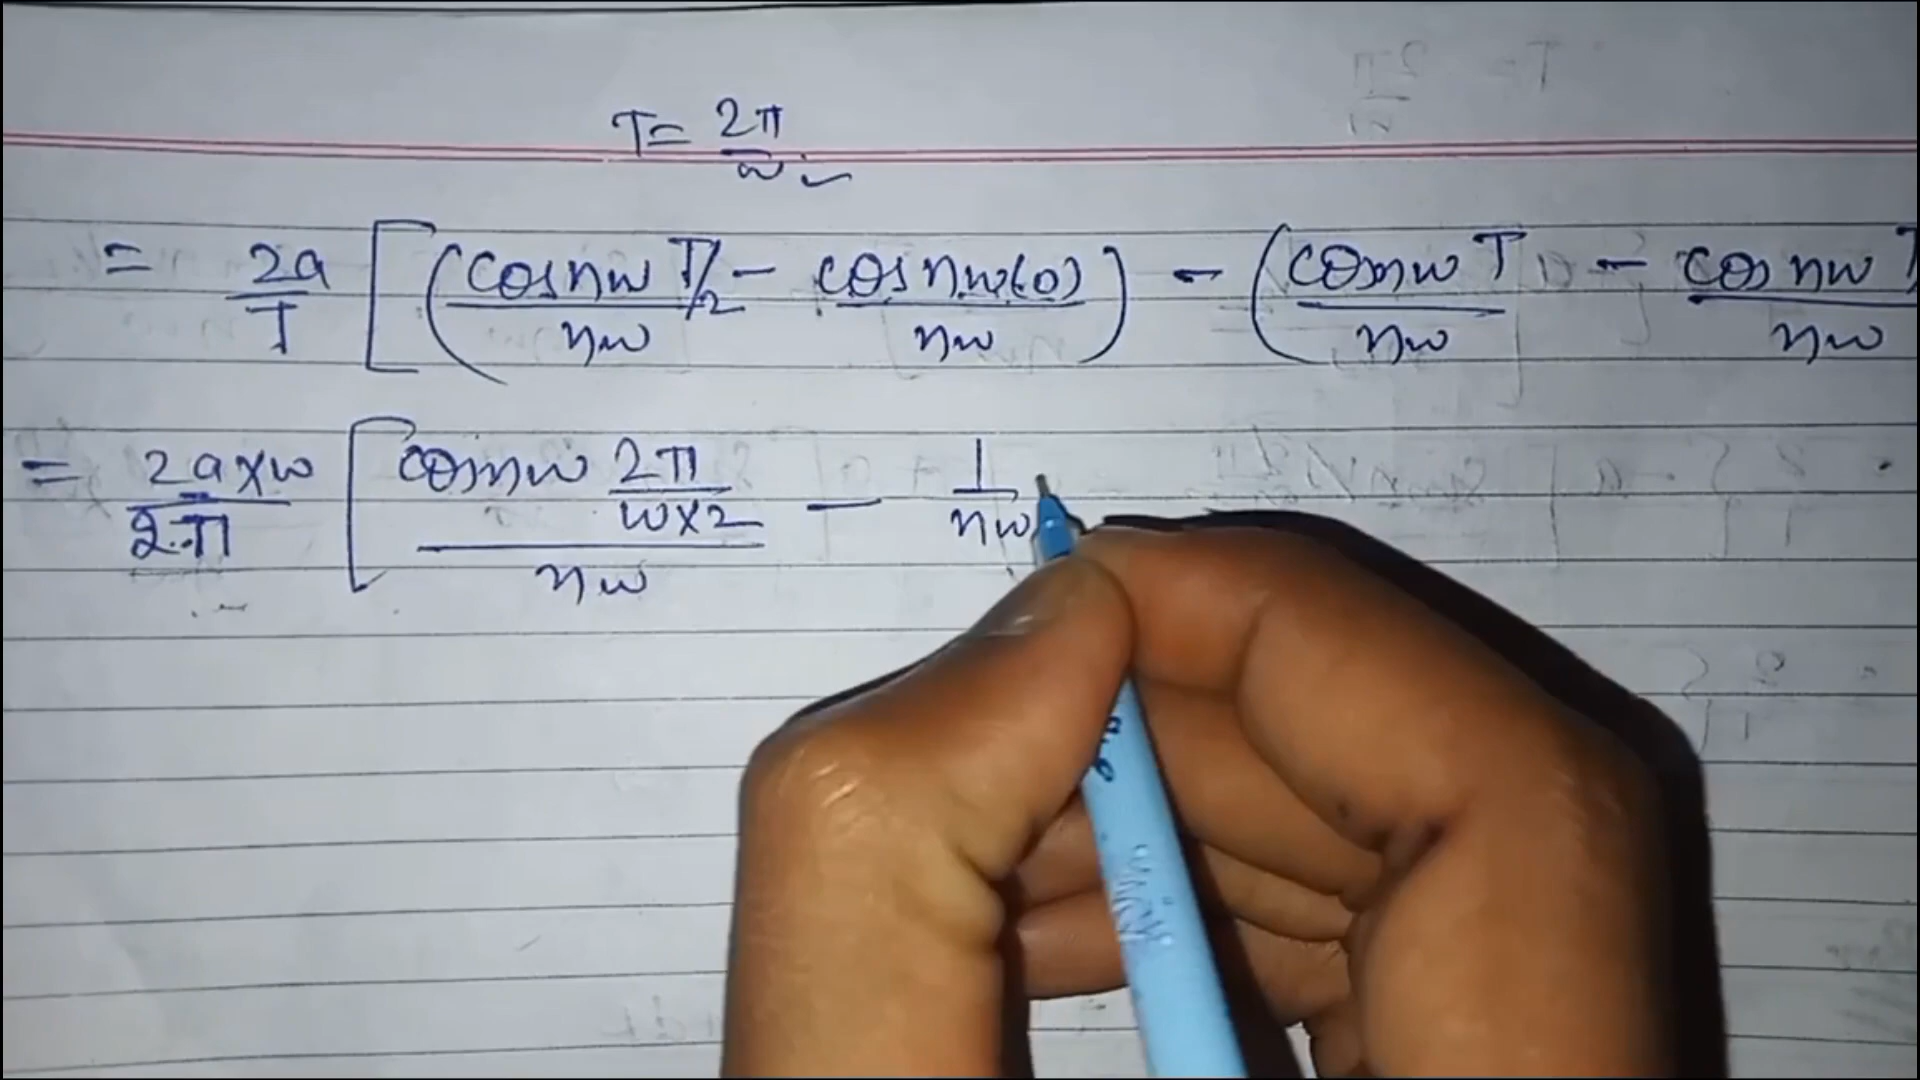 T = 2π/ω
= 2a/T [ ( cos nω T/2 / nω - cos nω(0) / nω ) - ( cos nω T / nω - cos nω T / nω
= 2a×ω / 2·π [ cos nω 2π/ω×2 / nω - 1/nω